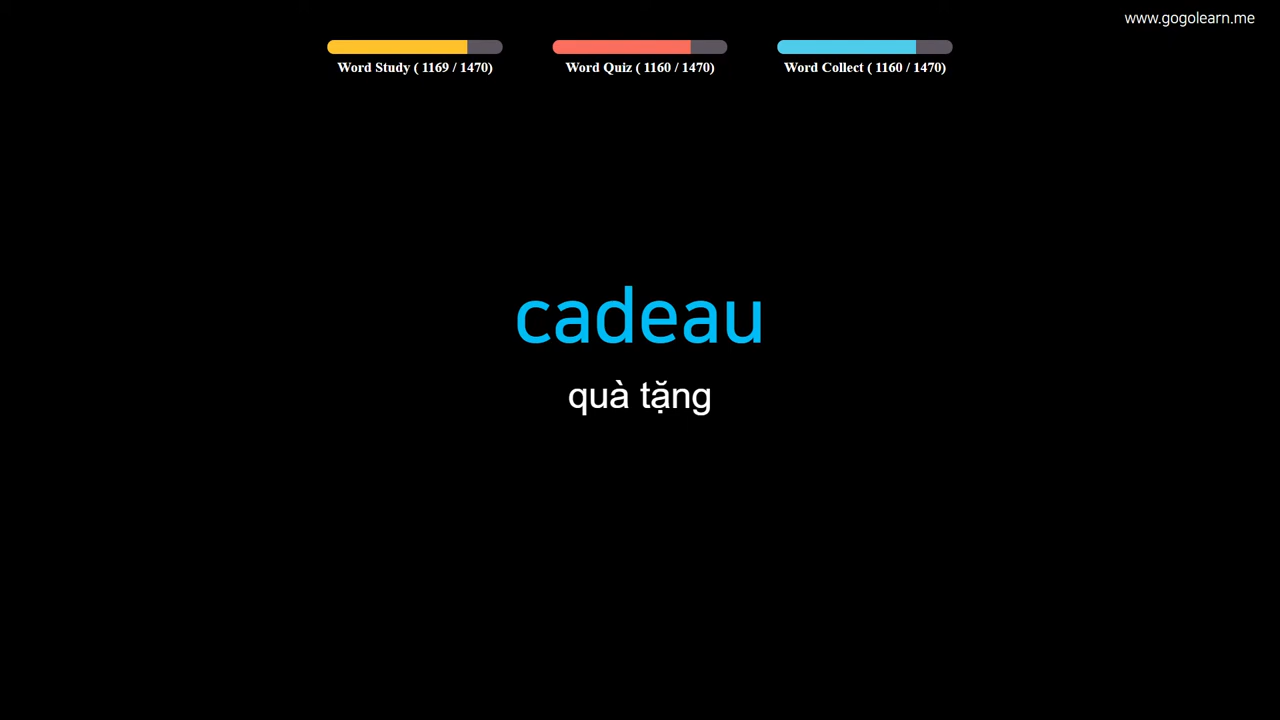 www.gogolearn.me
Word Study ( 1169 / 1470)
Word Quiz ( 1160 / 1470)
Word Collect ( 1160 / 1470)
cadeau
quà tặng